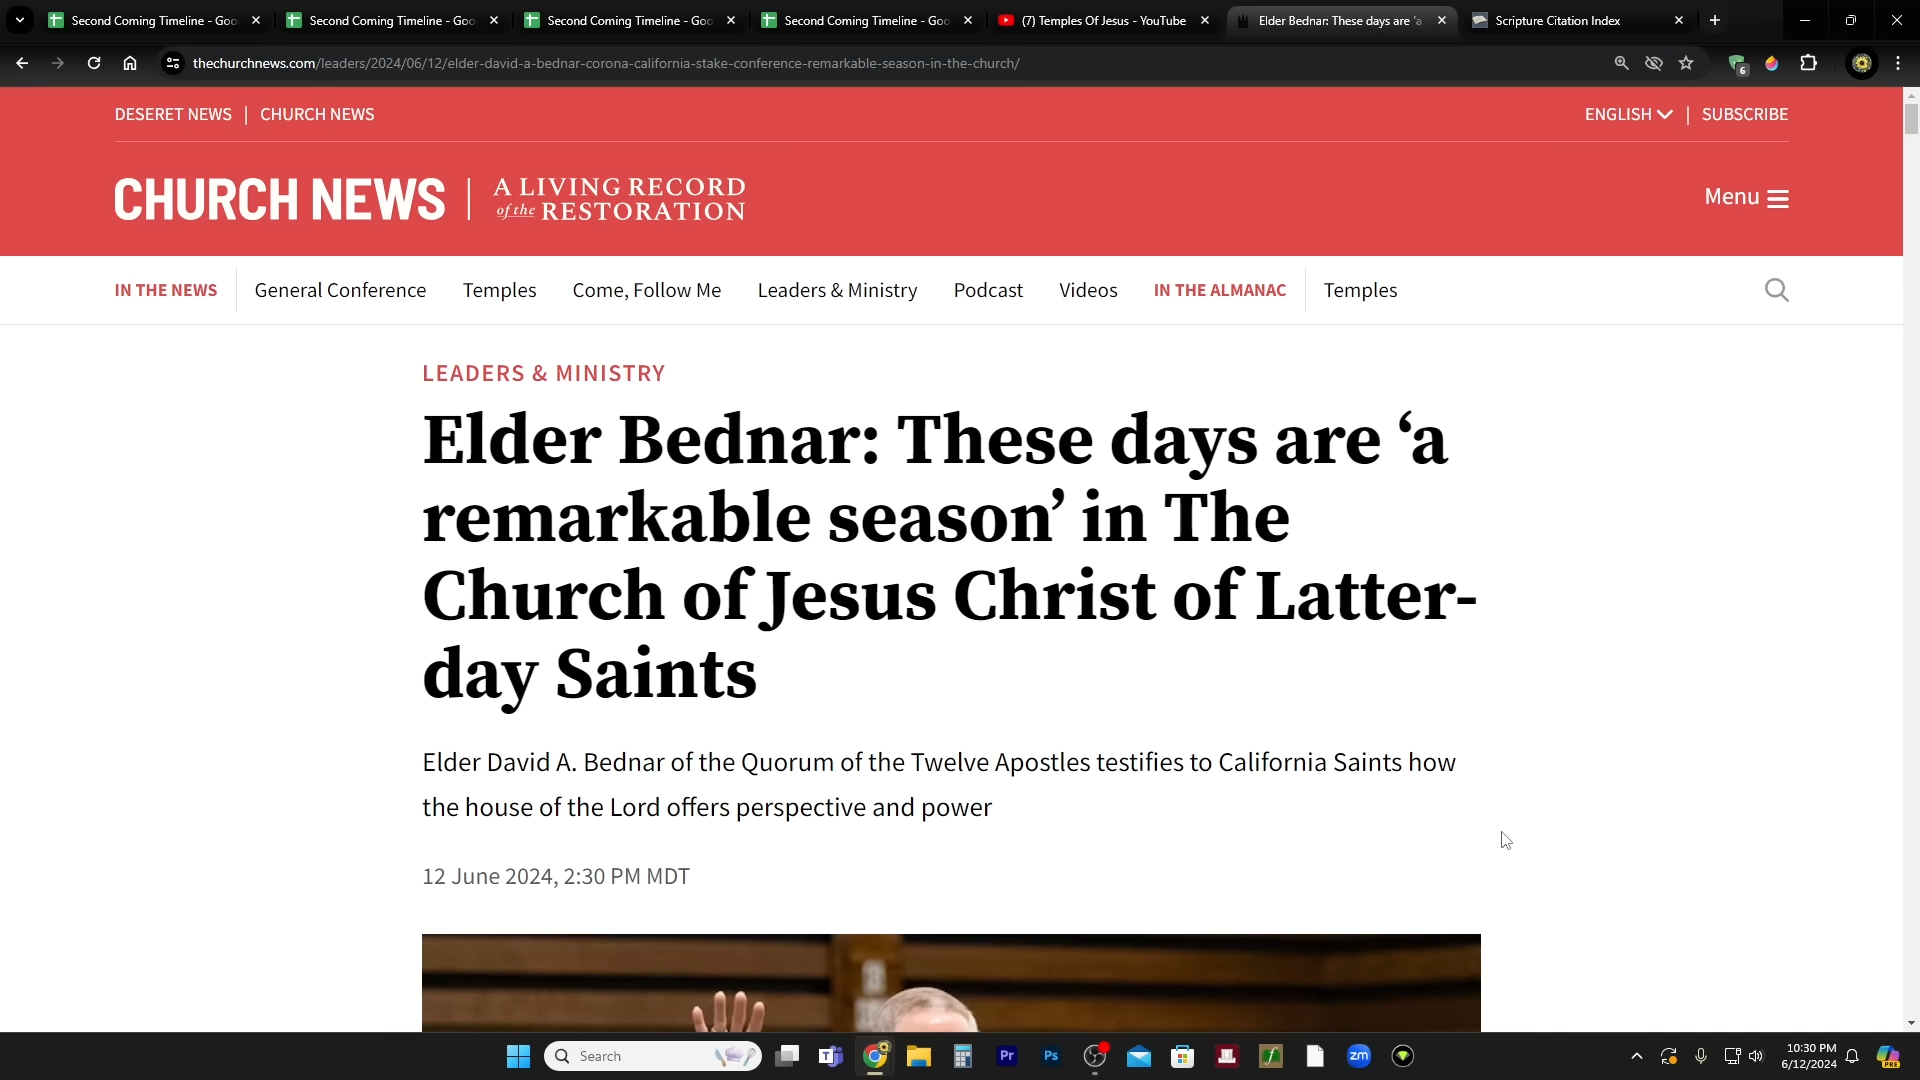 Second Coming Timeline - Goo
Second Coming Timeline - Goo
Second Coming Timeline - Goo
Second Coming Timeline - Goo
(7) Temples Of Jesus - YouTube
Elder Bednar: These days are 'a
Scripture Citation Index
thechurchnews.com/leaders/2024/06/12/elder-david-a-bednar-corona-california-stake-conference-remarkable-season-in-the-church/
6
DESERET NEWS | CHURCH NEWS
ENGLISH | SUBSCRIBE
CHURCH NEWS | A LIVING RECORD
of the RESTORATION
Menu
IN THE NEWS
General Conference
Temples
Come, Follow Me
Leaders & Ministry
Podcast
Videos
IN THE ALMANAC
Temples
LEADERS & MINISTRY
Elder Bednar: These days are ‘a
remarkable season’ in The
Church of Jesus Christ of Latter-
day Saints
Elder David A. Bednar of the Quorum of the Twelve Apostles testifies to California Saints how
the house of the Lord offers perspective and power
12 June 2024, 2:30 PM MDT
Search
Pr
Ps
zm
10:30 PM
6/12/2024
PRE